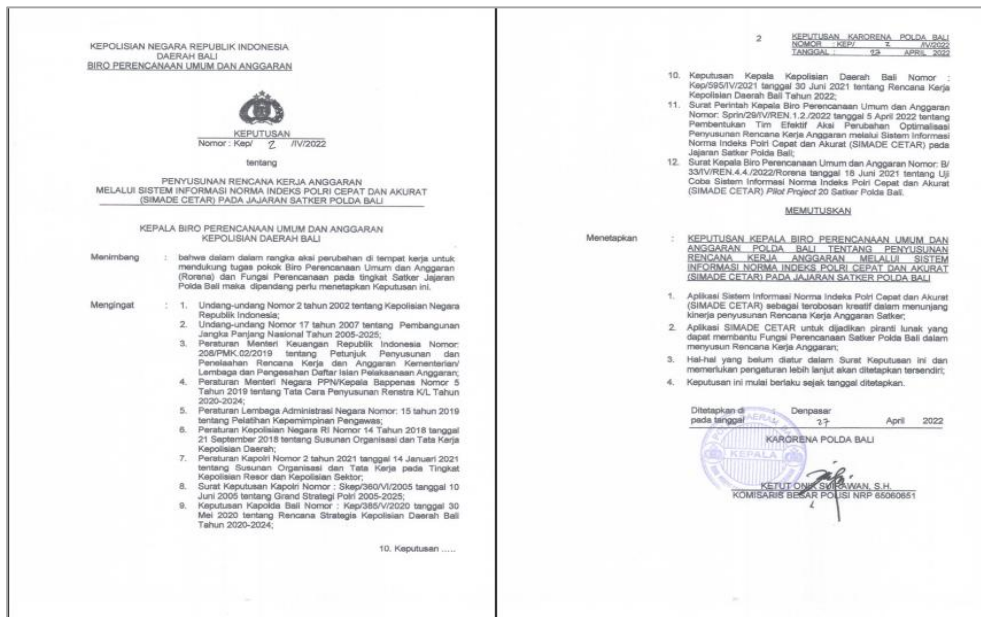 KEPOLISIAN NEGARA REPUBLIK INDONESIA
DAERAH BALI
BIRO PERENCANAAN UMUM DAN ANGGARAN
KEPUTUSAN
Nomor : Kep/ 2 /IV/2022
tentang
PENYUSUNAN RENCANA KERJA ANGGARAN
MELALUI SISTEM INFORMASI NORMA INDEKS POLRI CEPAT DAN AKURAT
(SIMADE CETAR) PADA JAJARAN SATKER POLDA BALI
KEPALA BIRO PERENCANAAN UMUM DAN ANGGARAN
KEPOLISIAN DAERAH BALI
Menimbang : bahwa dalam dalam rangka aksi perubahan di tempat kerja untuk
mendukung tugas pokok Biro Perencanaan Umum dan Anggaran
(Rorena) dan Fungsi Perencanaan pada tingkat Satker Jajaran
Polda Bali maka dipandang perlu menetapkan Keputusan ini.
Mengingat : 1. Undang-undang Nomor 2 tahun 2002 tentang Kepolisian Negara
Republik Indonesia;
2. Undang-undang Nomor 17 tahun 2007 tentang Pembangunan
Jangka Panjang Nasional Tahun 2005-2025;
3. Peraturan Menteri Keuangan Republik Indonesia Nomor:
208/PMK.02/2019 tentang Petunjuk Penyusunan dan
Penelaahan Rencana Kerja dan Anggaran Kementerian/
Lembaga dan Pengesahan Daftar Isian Pelaksanaan Anggaran;
4. Peraturan Menteri Negara PPN/Kepala Bappenas Nomor 5
Tahun 2019 tentang Tata Cara Penyusunan Renstra K/L Tahun
2020-2024;
5. Peraturan Lembaga Administrasi Negara Nomor: 15 tahun 2019
tentang Pelatihan Kepemimpinan Pengawas;
6. Peraturan Kepolisian Negara RI Nomor 14 Tahun 2018 tanggal
21 September 2018 tentang Susunan Organisasi dan Tata Kerja
Kepolisian Daerah;
7. Peraturan Kapolri Nomor 2 tahun 2021 tanggal 14 Januari 2021
tentang Susunan Organisasi dan Tata Kerja pada Tingkat
Kepolisian Resor dan Kepolisian Sektor;
8. Surat Keputusan Kapolri Nomor : Skep/360/VI/2005 tanggal 10
Juni 2005 tentang Grand Strategi Polri 2005-2025;
9. Keputusan Kapolda Bali Nomor : Kep/386/V/2020 tanggal 30
Mei 2020 tentang Rencana Strategis Kepolisian Daerah Bali
Tahun 2020-2024;
10. Keputusan .....
2 KEPUTUSAN KARORENA POLDA BALI
NOMOR : KEP/ 2 /IV/2022
TANGGAL : 27 APRIL 2022
10. Keputusan Kepala Kepolisian Daerah Bali Nomor :
Kep/595/IV/2021 tanggal 30 Juni 2021 tentang Rencana Kerja
Kepolisian Daerah Bali Tahun 2022;
11. Surat Perintah Kepala Biro Perencanaan Umum dan Anggaran
Nomor: Sprin/29/IV/REN.1.2./2022 tanggal 5 April 2022 tentang
Pembentukan Tim Efektif Aksi Perubahan Optimalisasi
Penyusunan Rencana Kerja Anggaran melalui Sistem Informasi
Norma Indeks Polri Cepat dan Akurat (SIMADE CETAR) pada
Jajaran Satker Polda Bali;
12. Surat Kepala Biro Perencanaan Umum dan Anggaran Nomor: B/
33/IV/REN.4.4./2022/Rorena tanggal 18 Juni 2021 tentang Uji
Coba Sistem Informasi Norma Indeks Polri Cepat dan Akurat
(SIMADE CETAR) Pilot Project 20 Satker Polda Bali.
MEMUTUSKAN
Menetapkan : KEPUTUSAN KEPALA BIRO PERENCANAAN UMUM DAN
ANGGARAN POLDA BALI TENTANG PENYUSUNAN
RENCANA KERJA ANGGARAN MELALUI SISTEM
INFORMASI NORMA INDEKS POLRI CEPAT DAN AKURAT
(SIMADE CETAR) PADA JAJARAN SATKER POLDA BALI
1. Aplikasi Sistem Informasi Norma Indeks Polri Cepat dan Akurat
(SIMADE CETAR) sebagai terobosan kreatif dalam menunjang
kinerja penyusunan Rencana Kerja Anggaran Satker;
2. Aplikasi SIMADE CETAR untuk dijadikan piranti lunak yang
dapat membantu Fungsi Perencanaan Satker Polda Bali dalam
menyusun Rencana Kerja Anggaran;
3. Hal-hal yang belum diatur dalam Surat Keputusan ini dan
memerlukan pengaturan lebih lanjut akan ditetapkan tersendiri;
4. Keputusan ini mulai berlaku sejak tanggal ditetapkan.
Ditetapkan di Denpasar
pada tanggal 27 April 2022
KARORENA POLDA BALI
KEPALA
KETUT ONIK SVIRAWAN, S.H.
KOMISARIS BESAR POLISI NRP 65060651